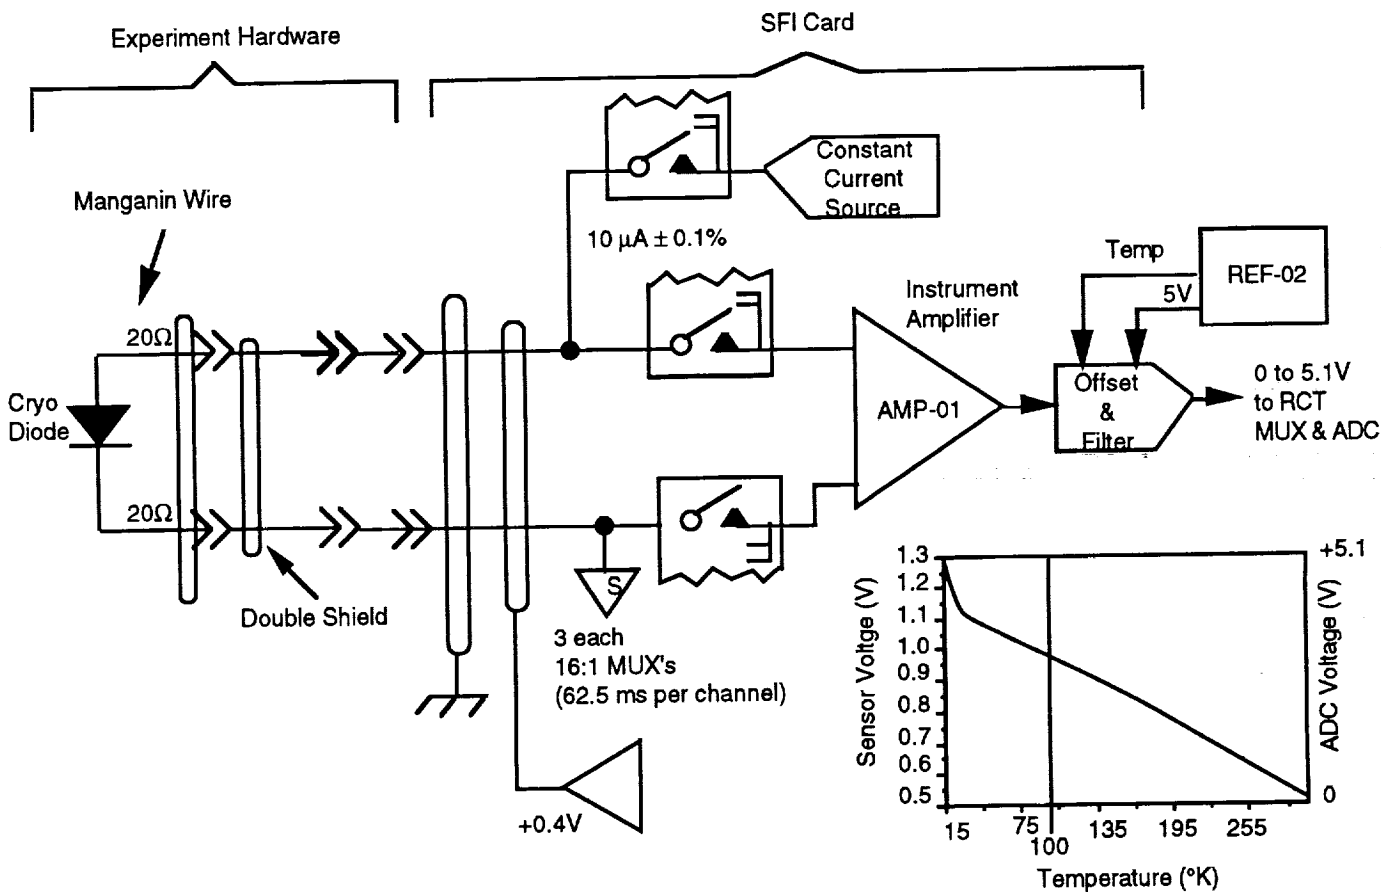 Experiment Hardware
SFI Card
Manganin Wire
Constant
Current
Source
10 µA ± 0.1%
Temp
5V
REF-02
Instrument
Amplifier
20Ω
Cryo
Diode
20Ω
AMP-01
Offset
&
Filter
0 to 5.1V
to RCT
MUX & ADC
Double Shield
S
3 each
16:1 MUX's
(62.5 ms per channel)
+0.4V
Sensor Voltge (V)
1.3
1.2
1.1
1.0
0.9
0.8
0.7
0.6
0.5
+5.1
ADC Voltage (V)
0
15
75
100
135
195
255
Temperature (°K)